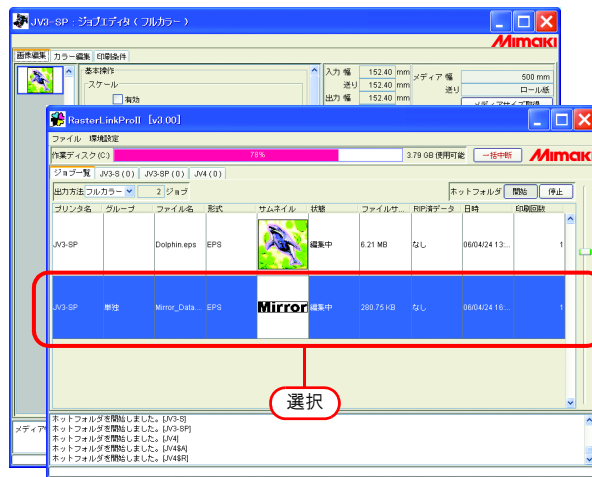 JV3-SP : ジョブエディタ ( フルカラー )
Mimaki
画像編集 カラー編集 印刷条件
基本操作
スケール
有効
入力 幅 152.40 mm
送り 152.40 mm
出力 幅 152.40 mm
メディア 幅 500 mm
送り ロール紙
メディアサイズ取得
RasterLinkProII [v3.00]
ファイル 環境設定
作業ディスク (C:) 78% 3.79 GB 使用可能 一括中断 Mimaki
ジョブ一覧 JV3-S ( 0 ) JV3-SP ( 0 ) JV4 ( 0 )
出力方法 フルカラー 2 ジョブ ホットフォルダ 開始 停止
プリンタ名 グループ ファイル名 形式 サムネイル 状態 ファイルサ... RIP済データ 日時 印刷回数
JV3-SP Dolphin.eps EPS 編集中 6.21 MB なし 06/04/24 13:... 1
JV3-SP 単独 Mirror_Data... EPS Mirror 編集中 280.75 KB なし 06/04/24 16:... 1
選択
メディア
ホットフォルダを開始しました。[JV3-S]
ホットフォルダを開始しました。[JV3-SP]
ホットフォルダを開始しました。[JV4]
ホットフォルダを開始しました。[JV4$A]
ホットフォルダを開始しました。[JV4$R]